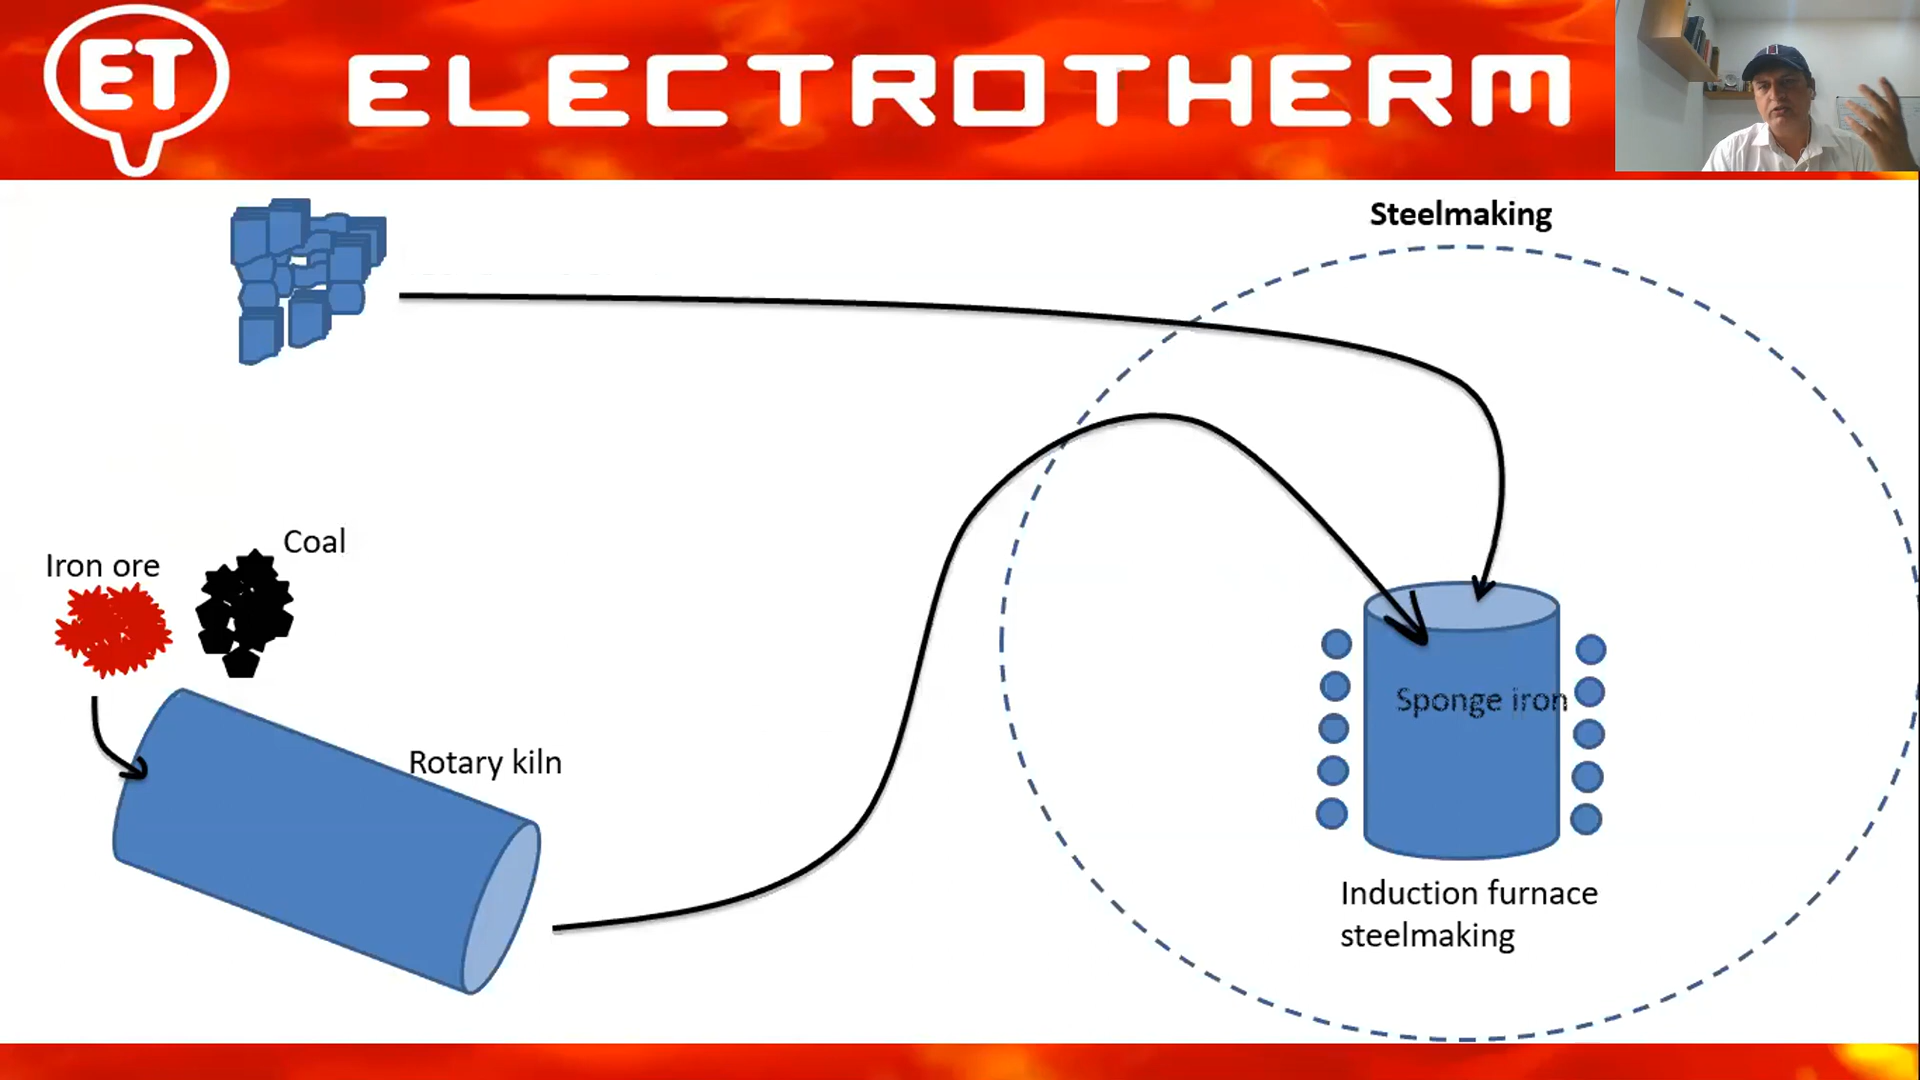 ET
ELECTROTHERM
Steelmaking
Coal
Iron ore
Rotary kiln
Sponge iron
Induction furnace
steelmaking